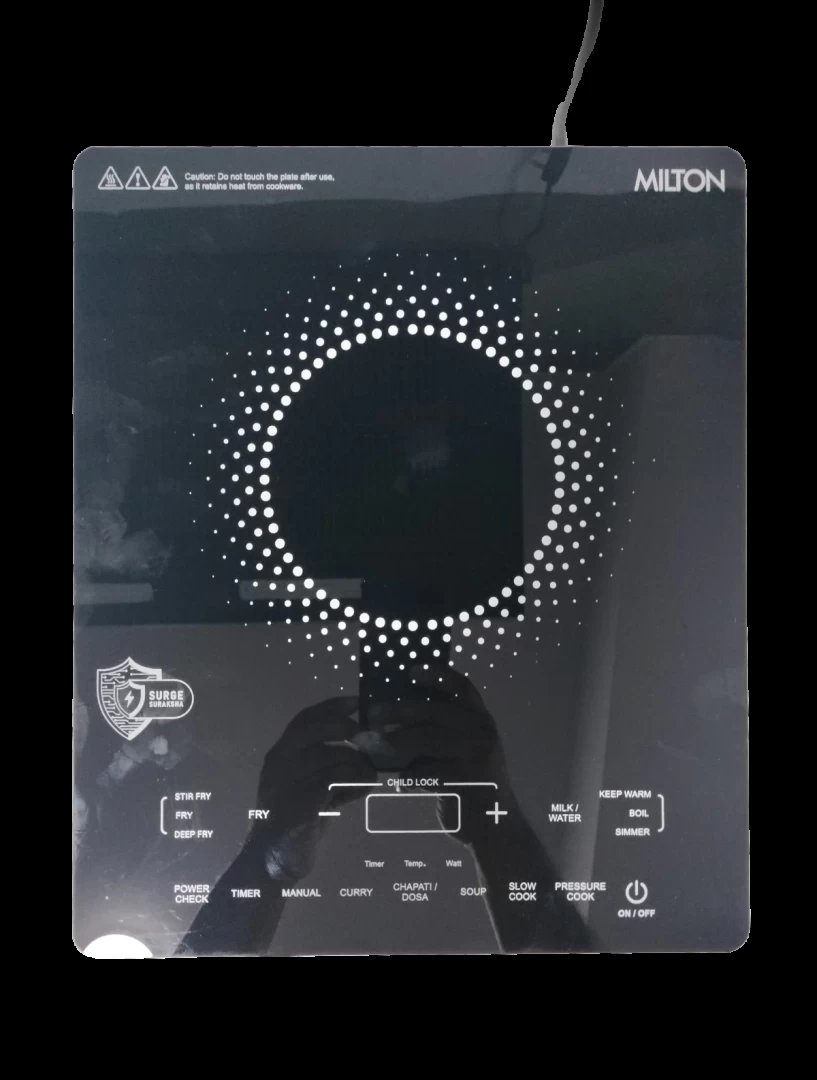 Caution: Do not touch the plate after use,
as it retains heat from cookware.
MILTON
SURGE
SURAKSHA
CHILD LOCK
STIR FRY
FRY
DEEP FRY
FRY
−
+
MILK /
WATER
KEEP WARM
BOIL
SIMMER
Timer Temp. Watt
POWER
CHECK
TIMER
MANUAL
CURRY
CHAPATI /
DOSA
SOUP
SLOW
COOK
PRESSURE
COOK
ON / OFF